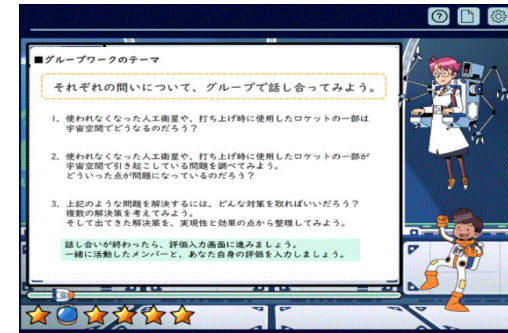 ■グループワークのテーマ
それぞれの問いについて、グループで話し合ってみよう。
1. 使われなくなった人工衛星や、打ち上げ時に使用したロケットの一部は
宇宙空間でどうなるのだろう？
2. 使われなくなった人工衛星や、打ち上げ時に使用したロケットの一部が
宇宙空間で引き起こしている問題を調べてみよう。
どういった点が問題になっているのだろう？
3. 上記のような問題を解決するには、どんな対策を取ればいいだろう？
複数の解決策を考えてみよう。
そして出てきた解決策を、実現性と効果の点から整理してみよう。
話し合いが終わったら、評価入力画面に進みましょう。
一緒に活動したメンバーと、あなた自身の評価を入力しましょう。